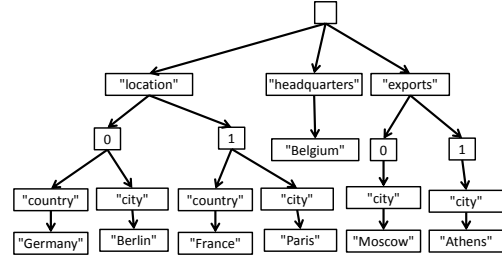 "location" "headquarters" "exports"
0 1 "Belgium" 0 1
"country" "city" "country" "city" "city" "city"
"Germany" "Berlin" "France" "Paris" "Moscow" "Athens"